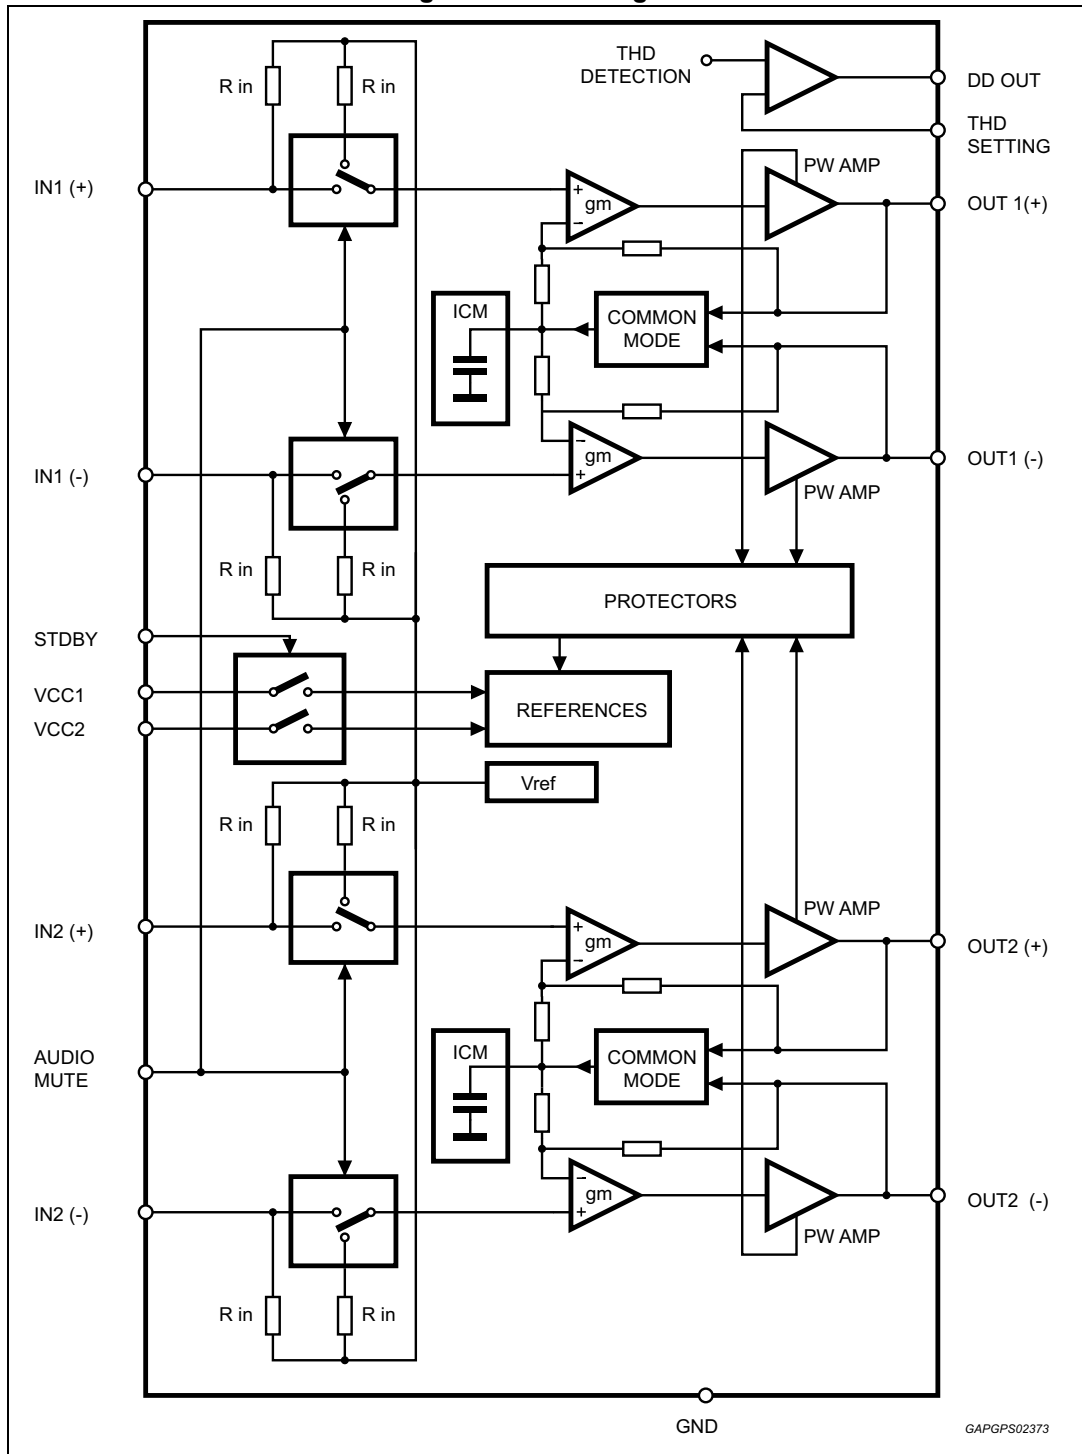 R in
R in
THD
DETECTION
DD OUT
THD
SETTING
PW AMP
IN1 (+)
+
gm
−
OUT 1(+)
ICM
COMMON
MODE
IN1 (-)
−
gm
+
OUT1 (-)
PW AMP
R in
R in
PROTECTORS
STDBY
VCC1
VCC2
REFERENCES
Vref
R in
R in
PW AMP
IN2 (+)
+
gm
−
OUT2 (+)
AUDIO
MUTE
ICM
COMMON
MODE
IN2 (-)
−
gm
+
OUT2 (-)
PW AMP
R in
R in
GND
GAPGPS02373